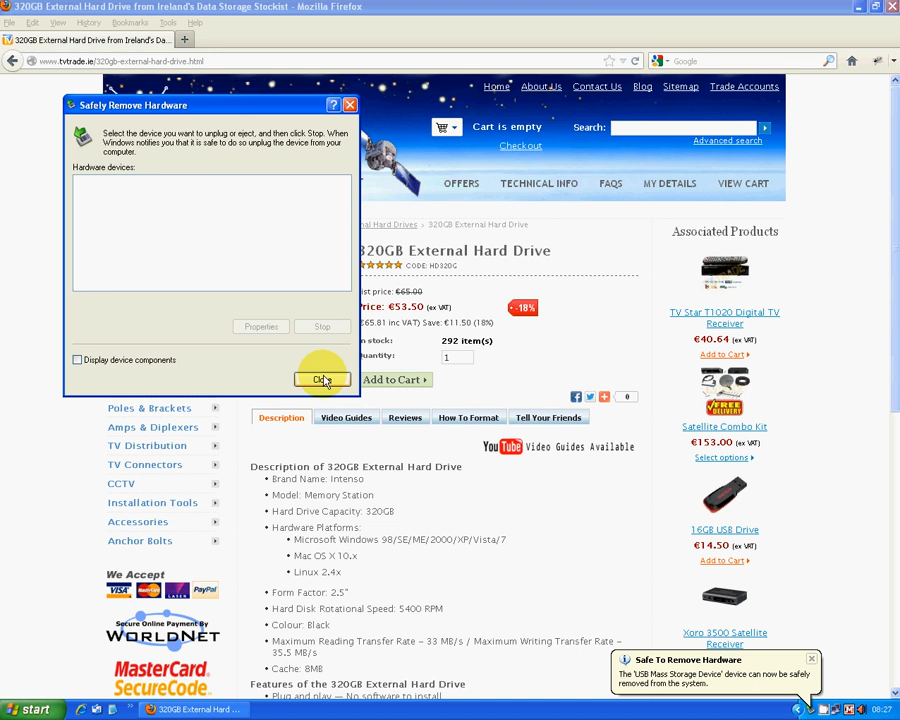 320GB External Hard Drive from Ireland's Data Storage Stockist - Mozilla Firefox
File Edit View History Bookmarks Tools Help
320GB External Hard Drive from Ireland's Da...
www.tvtrade.ie/320gb-external-hard-drive.html
Google
Home About Us Contact Us Blog Sitemap Trade Accounts
Safely Remove Hardware
Select the device you want to unplug or eject, and then click Stop. When
Windows notifies you that it is safe to do so unplug the device from your
computer.
Hardware devices:
Properties Stop
Display device components
Cart is empty
Check out
Search:
Advanced search
OFFERS TECHNICAL INFO FAQS MY DETAILS VIEW CART
Hard Drives > 320GB External Hard Drive
320GB External Hard Drive
CODE: HD320G
list price: €65.00
Price: €53.50 (ex VAT)
-18%
(€65.81 inc VAT) Save: €11.50 (18%)
In stock: 292 item(s)
Quantity: 1
Add to Cart
0
Description Video Guides Reviews How To Format Tell Your Friends
YouTube Video Guides Available
Description of 320GB External Hard Drive
• Brand Name: Intenso
• Model: Memory Station
• Hard Drive Capacity: 320GB
• Hardware Platforms:
• Microsoft Windows 98/SE/ME/2000/XP/Vista/7
• Mac OS X 10.x
• Linux 2.4x
• Form Factor: 2.5"
• Hard Disk Rotational Speed: 5400 RPM
• Colour: Black
• Maximum Reading Transfer Rate – 33 MB/s / Maximum Writing Transfer Rate –
35.5 MB/s
• Cache: 8MB
Features of the 320GB External Hard Drive
• Plug and play — No software to install
Poles & Brackets
Amps & Diplexers
TV Distribution
TV Connectors
CCTV
Installation Tools
Accessories
Anchor Bolts
We Accept
VISA MasterCard PayPal
Secure Online Payment By
WORLDNET
MasterCard.
SecureCode.
Associated Products
TV Star T1020 Digital TV
Receiver
€40.64 (ex VAT)
Add to Cart
FREE
DELIVERY
Satellite Combo Kit
€153.00 (ex VAT)
Select options
16GB USB Drive
€14.50 (ex VAT)
Add to Cart
Xoro 3500 Satellite
Receiver
Safe To Remove Hardware
The 'USB Mass Storage Device' device can now be safely
removed from the system.
start
320GB External Hard ...
08:27